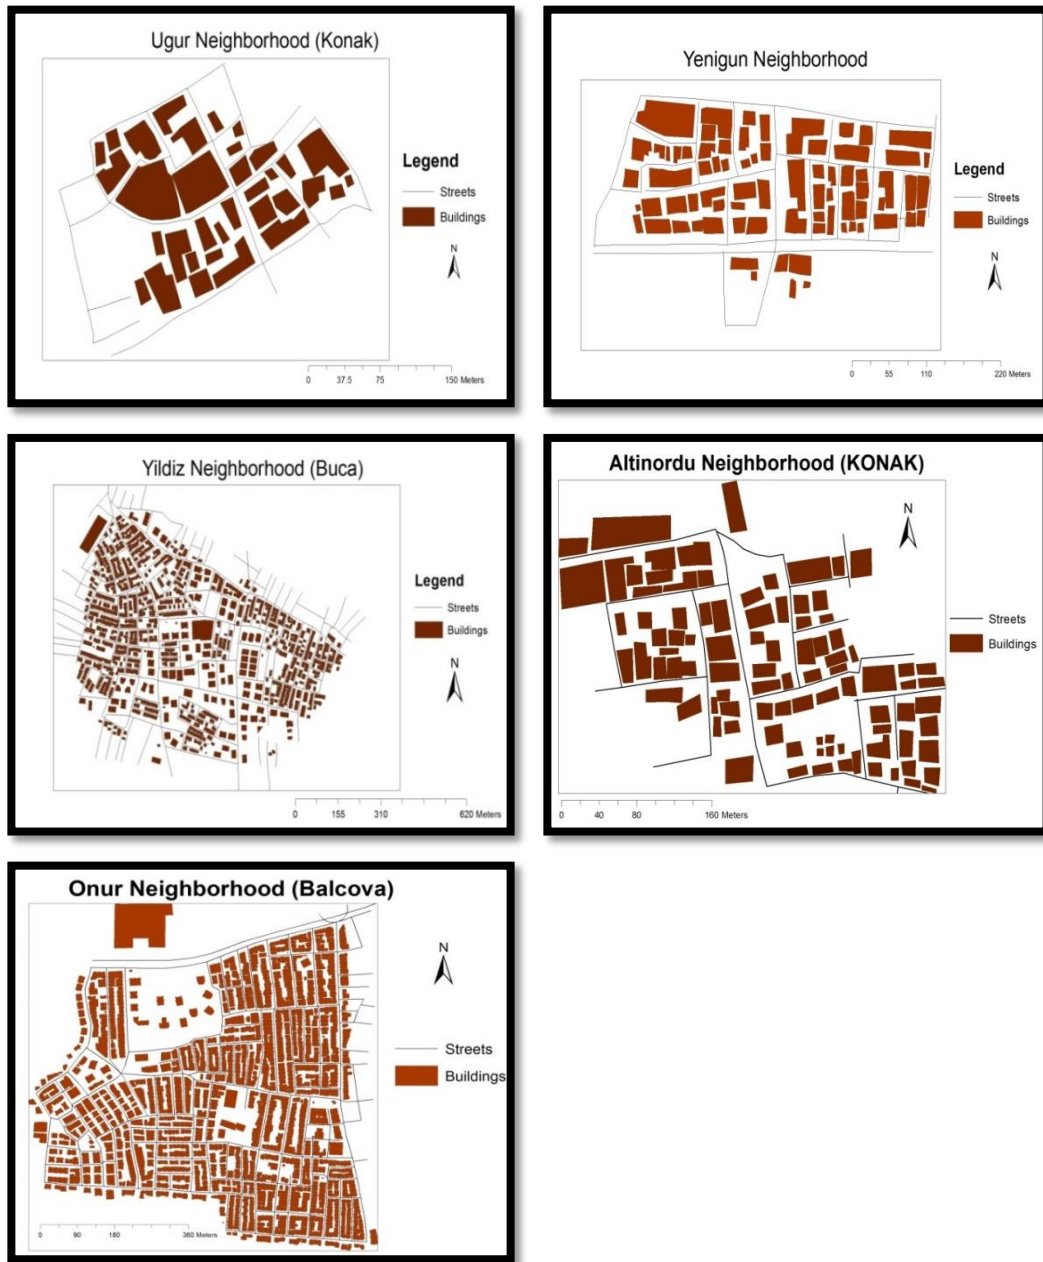 Ugur Neighborhood (Konak)
Legend
Streets
Buildings
N
0 37.5 75 150 Meters
Yenigun Neighborhood
Legend
Streets
Buildings
N
0 55 110 220 Meters
Yildiz Neighborhood (Buca)
Legend
Streets
Buildings
N
0 155 310 620 Meters
Altinordu Neighborhood (KONAK)
N
Streets
Buildings
0 40 80 160 Meters
Onur Neighborhood (Balcova)
N
Streets
Buildings
0 90 180 360 Meters